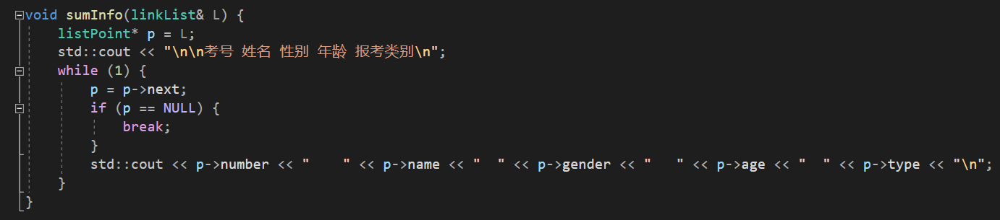 void sumInfo(linkList& L) {
    listPoint* p = L;
    std::cout << "\n\n考号 姓名 性别 年龄 报考类别\n";
    while (1) {
        p = p->next;
        if (p == NULL) {
            break;
        }
        std::cout << p->number << "    " << p->name << "  " << p->gender << "   " << p->age << "  " << p->type << "\n";
    }
}